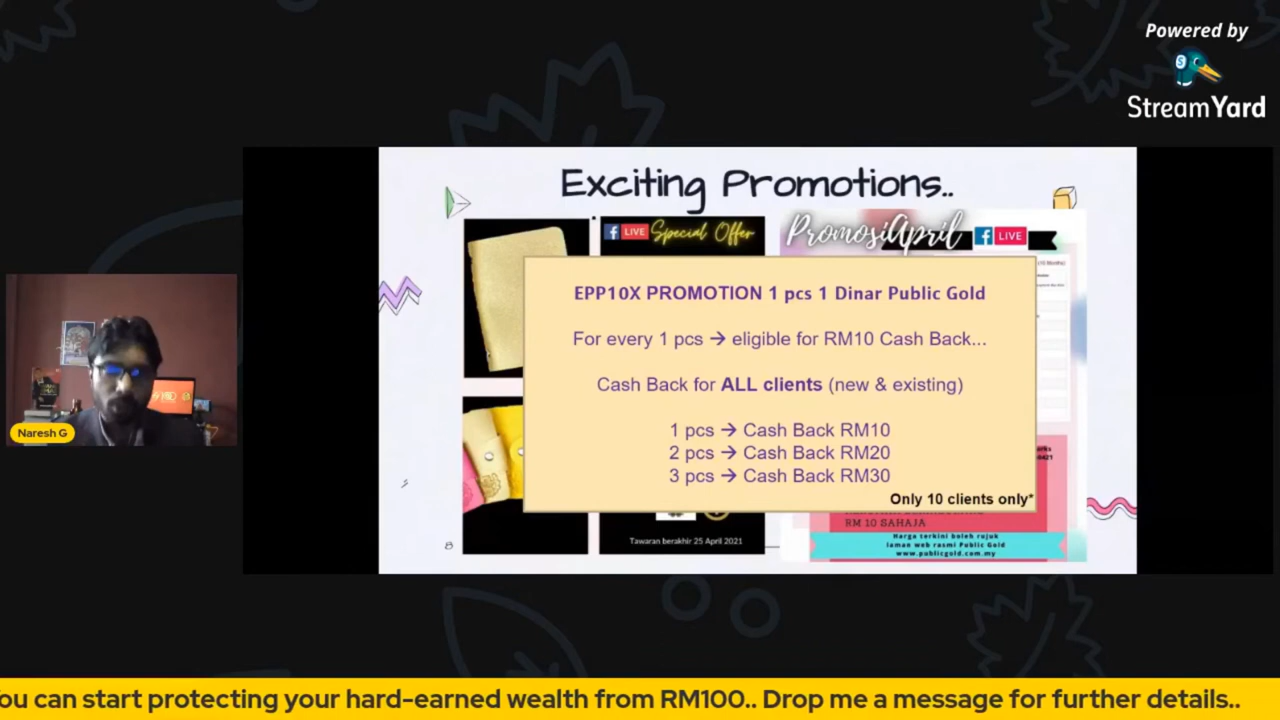 Powered by
StreamYard
Exciting Promotions..
LIVE Special Offer
PromosiApril
LIVE
EPP10X PROMOTION 1 pcs 1 Dinar Public Gold
For every 1 pcs → eligible for RM10 Cash Back...
Cash Back for ALL clients (new & existing)
1 pcs → Cash Back RM10
2 pcs → Cash Back RM20
3 pcs → Cash Back RM30
Only 10 clients only*
RM 10 SAHAJA
Tawaran berakhir 25 April 2021
Harga terkini boleh rujuk
laman web rasmi Public Gold
www.publicgold.com.my
Naresh G
ou can start protecting your hard-earned wealth from RM100.. Drop me a message for further details..